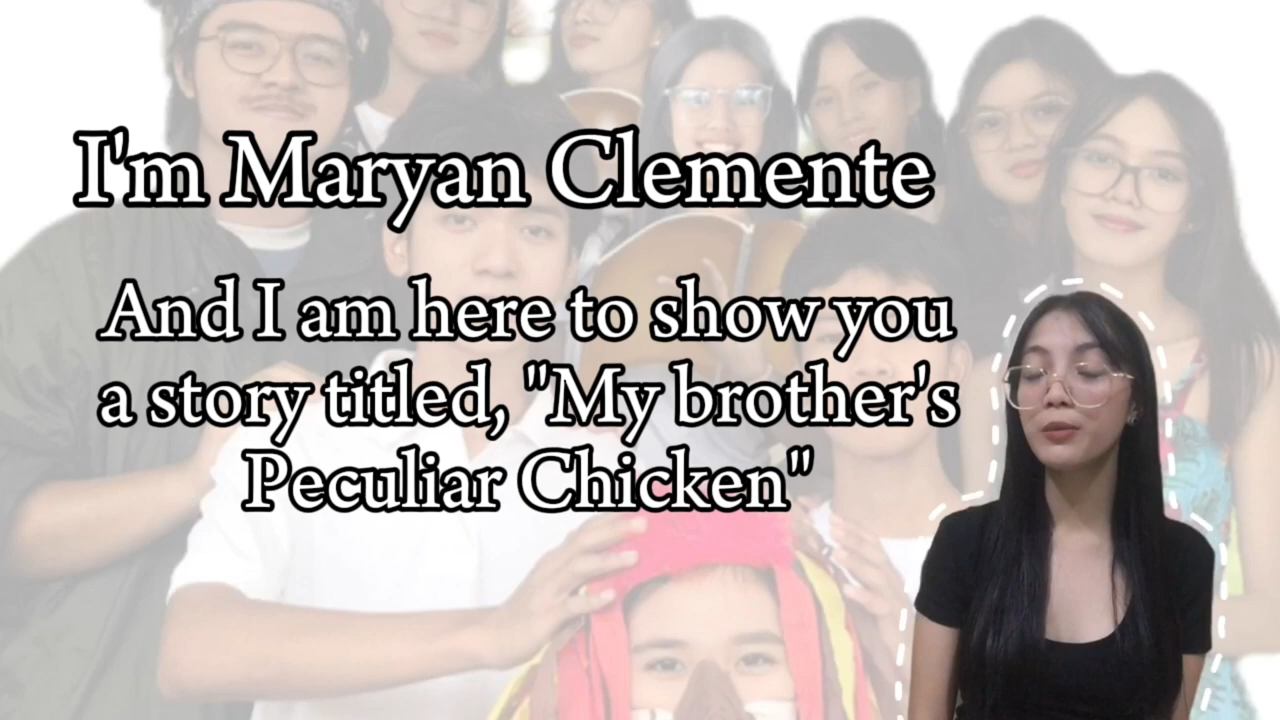 I'm Maryan Clemente
And I am here to show you
a story titled, "My brother's
Peculiar Chicken"